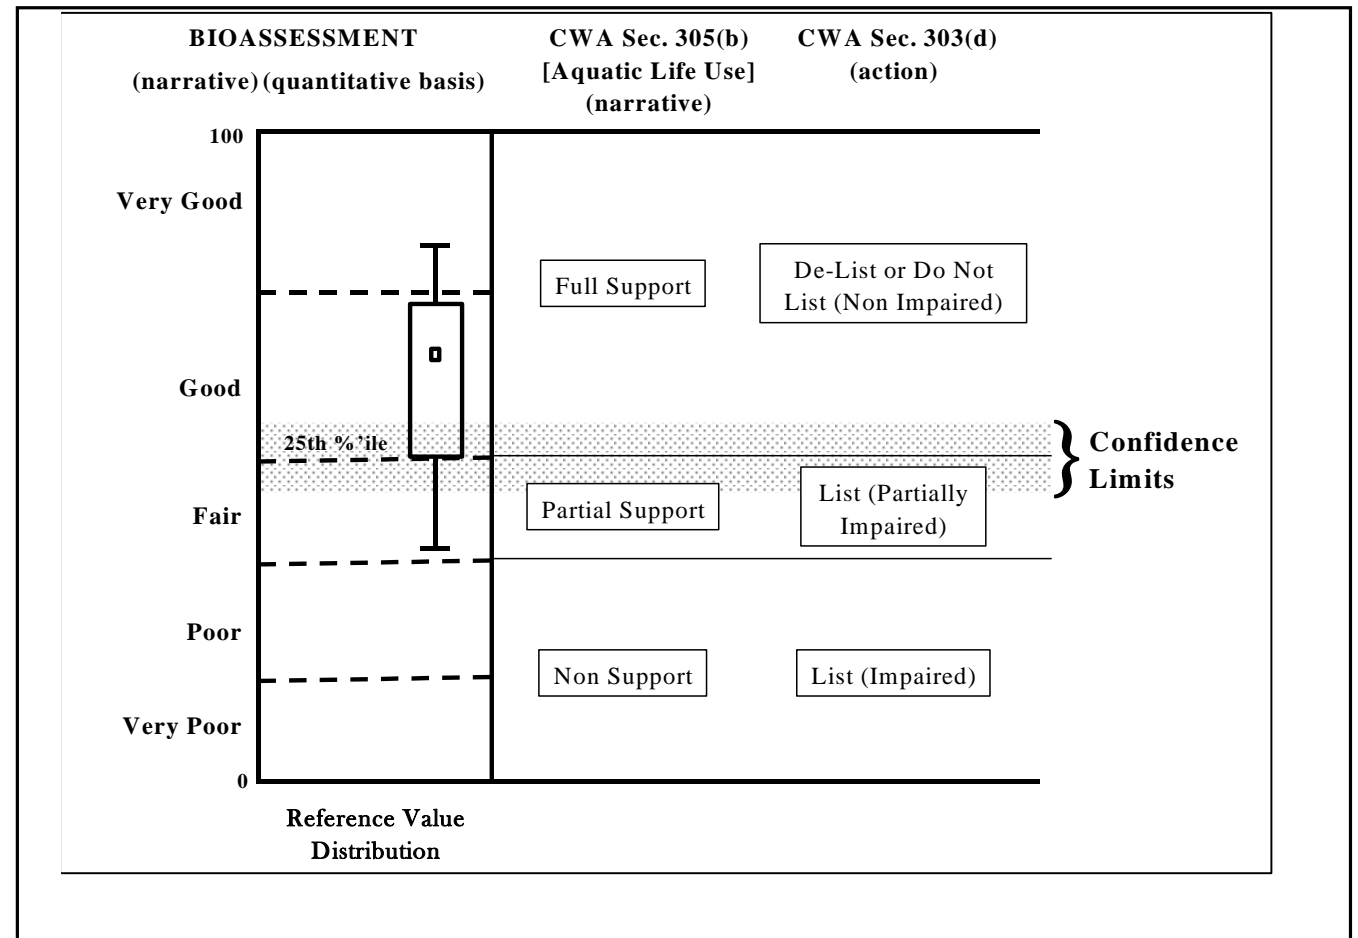 BIOASSESSMENT
(narrative) (quantitative basis)
CWA Sec. 305(b)
[Aquatic Life Use]
(narrative)
CWA Sec. 303(d)
(action)
100
Very Good
Full Support
De-List or Do Not
List (Non Impaired)
Good
25th %’ile
Confidence
Limits
Fair
Partial Support
List (Partially
Impaired)
Poor
Non Support
List (Impaired)
Very Poor
0
Reference Value
Distribution